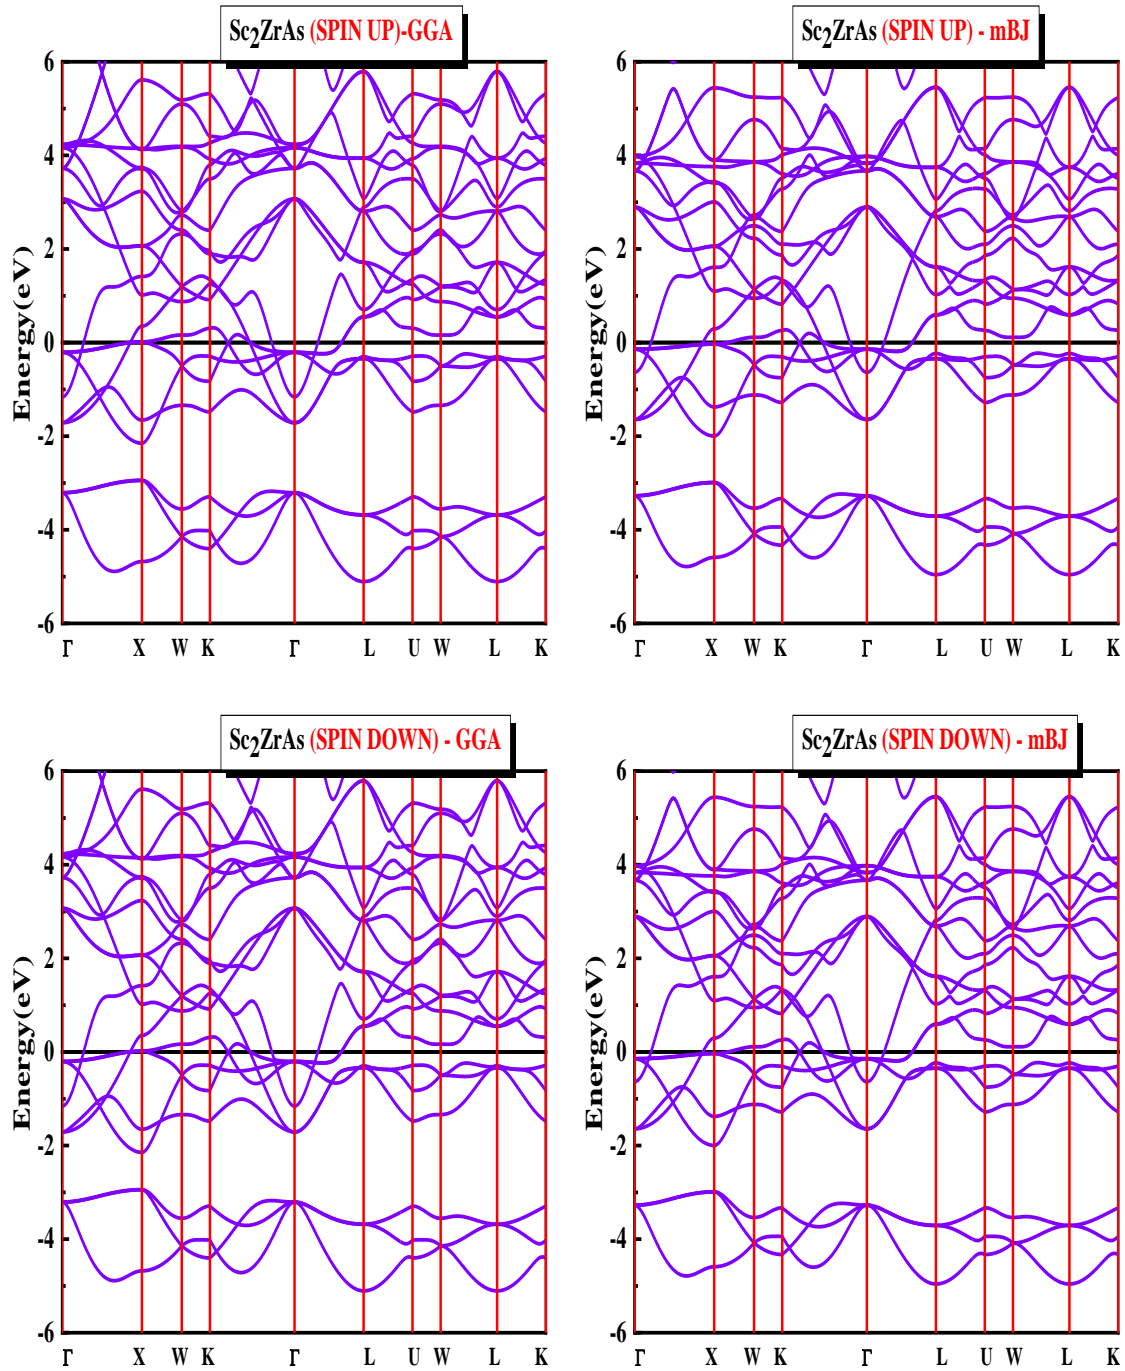 Sc₂ZrAs (SPIN UP)-GGA
Energy(eV)
6
4
2
0
-2
-4
-6
Γ X W K Γ L U W L K
Sc₂ZrAs (SPIN UP) - mBJ
Energy(eV)
6
4
2
0
-2
-4
-6
Γ X W K Γ L U W L K
Sc₂ZrAs (SPIN DOWN) - GGA
Energy(eV)
6
4
2
0
-2
-4
-6
Γ X W K Γ L U W L K
Sc₂ZrAs (SPIN DOWN) - mBJ
Energy(eV)
6
4
2
0
-2
-4
-6
Γ X W K Γ L U W L K